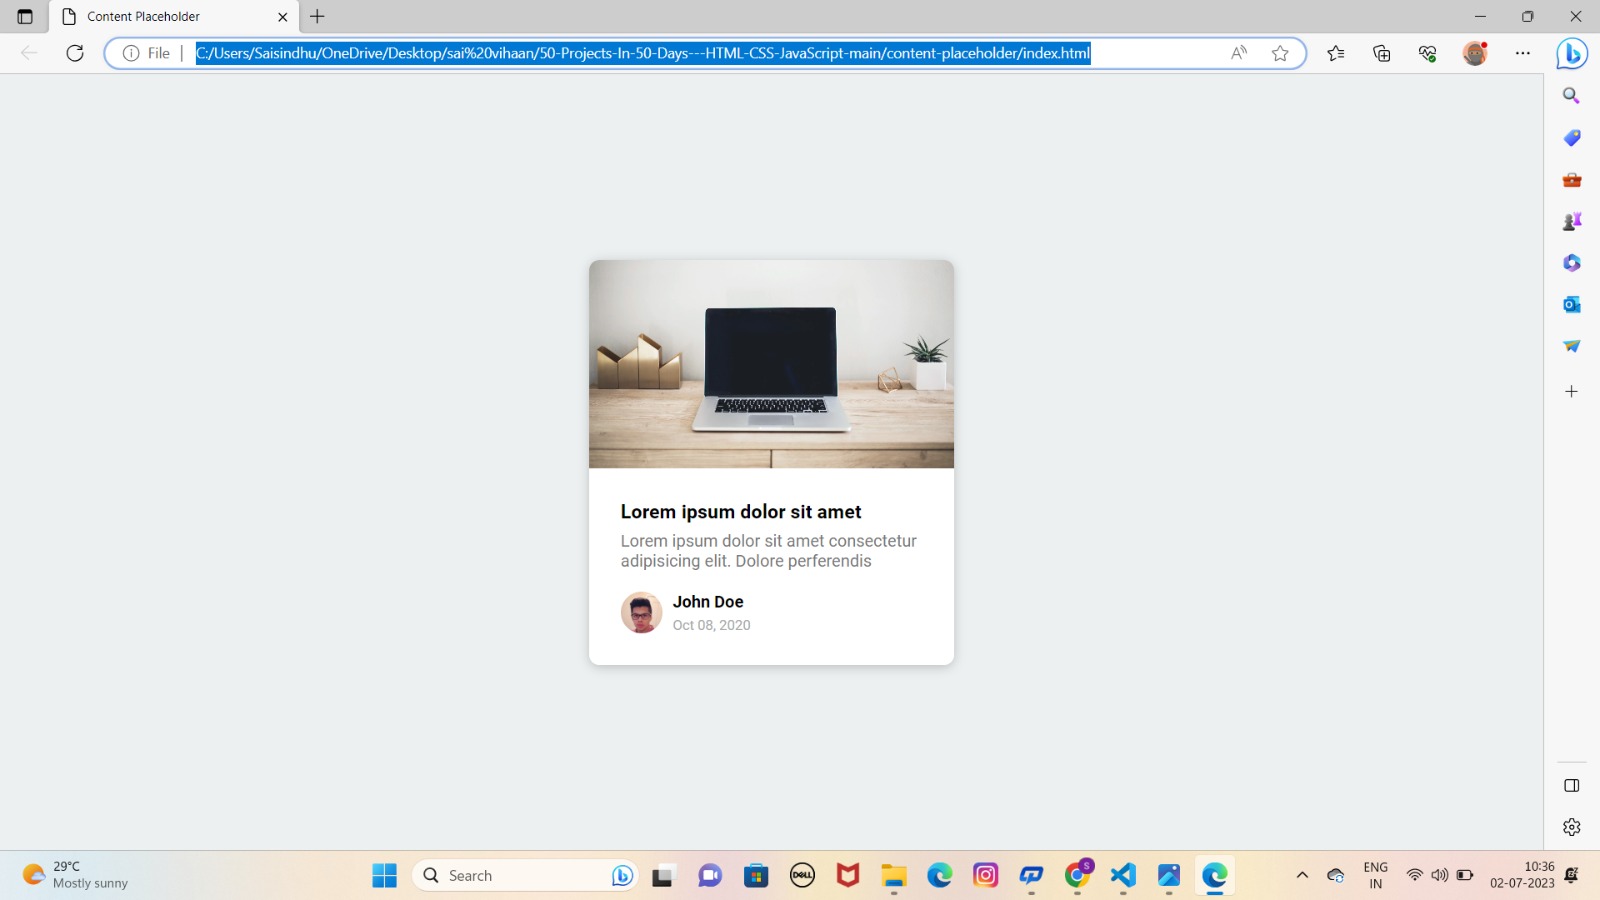 Content Placeholder
File
C:/Users/Saisindhu/OneDrive/Desktop/sai%20vihaan/50-Projects-In-50-Days---HTML-CSS-JavaScript-main/content-placeholder/index.html
Lorem ipsum dolor sit amet
Lorem ipsum dolor sit amet consectetur
adipisicing elit. Dolore perferendis
John Doe
Oct 08, 2020
29°C
Mostly sunny
Search
DELL
S
ENG
IN
10:36
02-07-2023